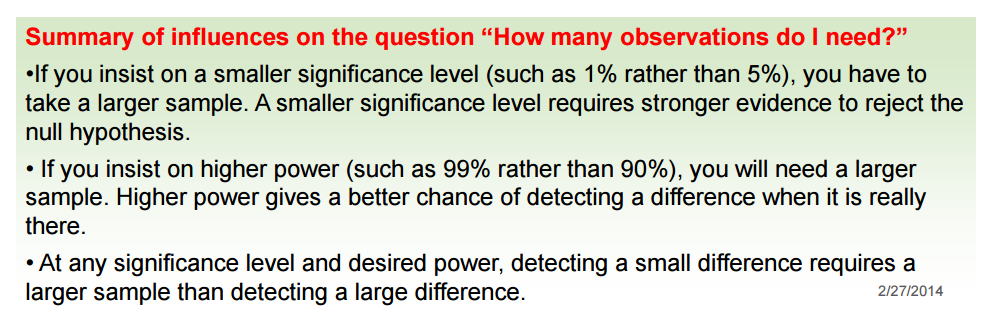 Summary of influences on the question “How many observations do I need?”
•If you insist on a smaller significance level (such as 1% rather than 5%), you have to
take a larger sample. A smaller significance level requires stronger evidence to reject the
null hypothesis.
• If you insist on higher power (such as 99% rather than 90%), you will need a larger
sample. Higher power gives a better chance of detecting a difference when it is really
there.
• At any significance level and desired power, detecting a small difference requires a
larger sample than detecting a large difference.
2/27/2014